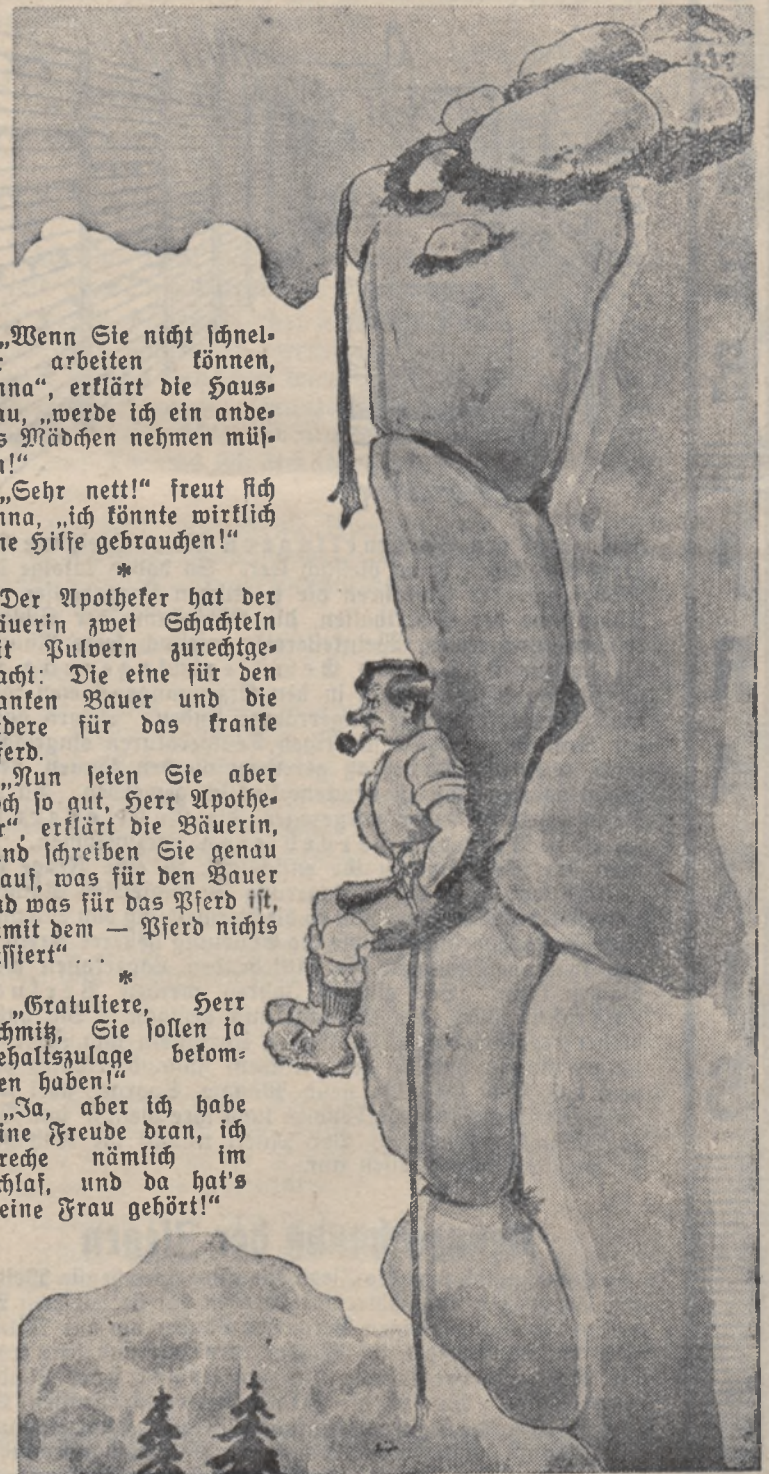 „Wenn Sie nicht schnel-
r arbeiten können,
nna“, erklärt die Haus-
au, „werde ich ein ande-
s Mädchen nehmen müs-
n!“
„Sehr nett!“ freut sich
nna, „ich könnte wirklich
ne Hilfe gebrauchen!“
*
Der Apotheker hat der
äuerin zwei Schachteln
it Pulvern zurechtge-
acht: Die eine für den
anken Bauer und die
dere für das kranke
ferd.
„Nun seien Sie aber
och so gut, Herr Apothe-
r“, erklärt die Bäuerin,
nd schreiben Sie genau
auf, was für den Bauer
nd was für das Pferd ist,
mit dem — Pferd nichts
ssiert“ ...
*
„Gratuliere, Herr
chmitz, Sie sollen ja
ehaltszulage bekom-
en haben!“
„Ja, aber ich habe
ine Freude dran, ich
reche nämlich im
chlaf, und da hat's
eine Frau gehört!“